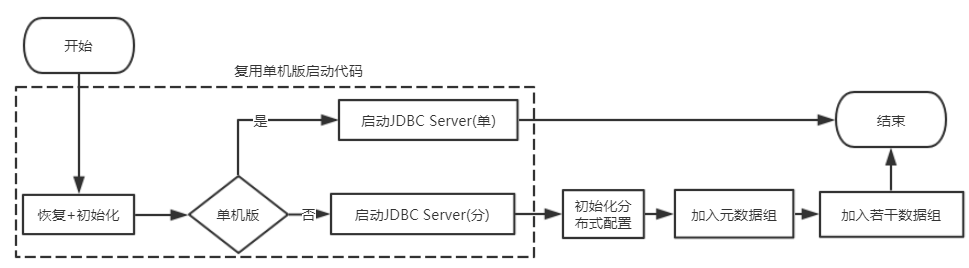 开始
复用单机版启动代码
是
启动JDBC Server(单)
结束
恢复+初始化
单机版
否
启动JDBC Server(分)
初始化分
布式配置
加入元数据组
加入若干数据组